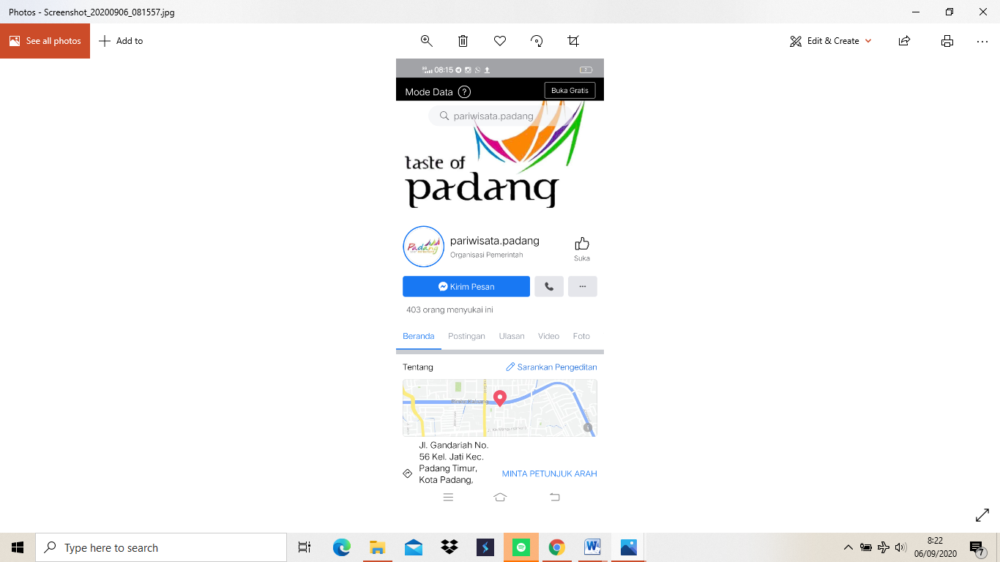 Photos - Screenshot_20200906_081557.jpg
See all photos
Add to
Edit & Create
08:15
2
Mode Data ?
Buka Gratis
pariwisata.padang
taste of
padang
Padang
pariwisata.padang
Organisasi Pemerintah
Suka
Kirim Pesan
403 orang menyukai ini
Beranda Postingan Ulasan Video Foto
Tentang
Sarankan Pengeditan
Jl. Gandariah No.
56 Kel. Jati Kec.
Padang Timur,
Kota Padang,
MINTA PETUNJUK ARAH
Type here to search
8:22
06/09/2020
7